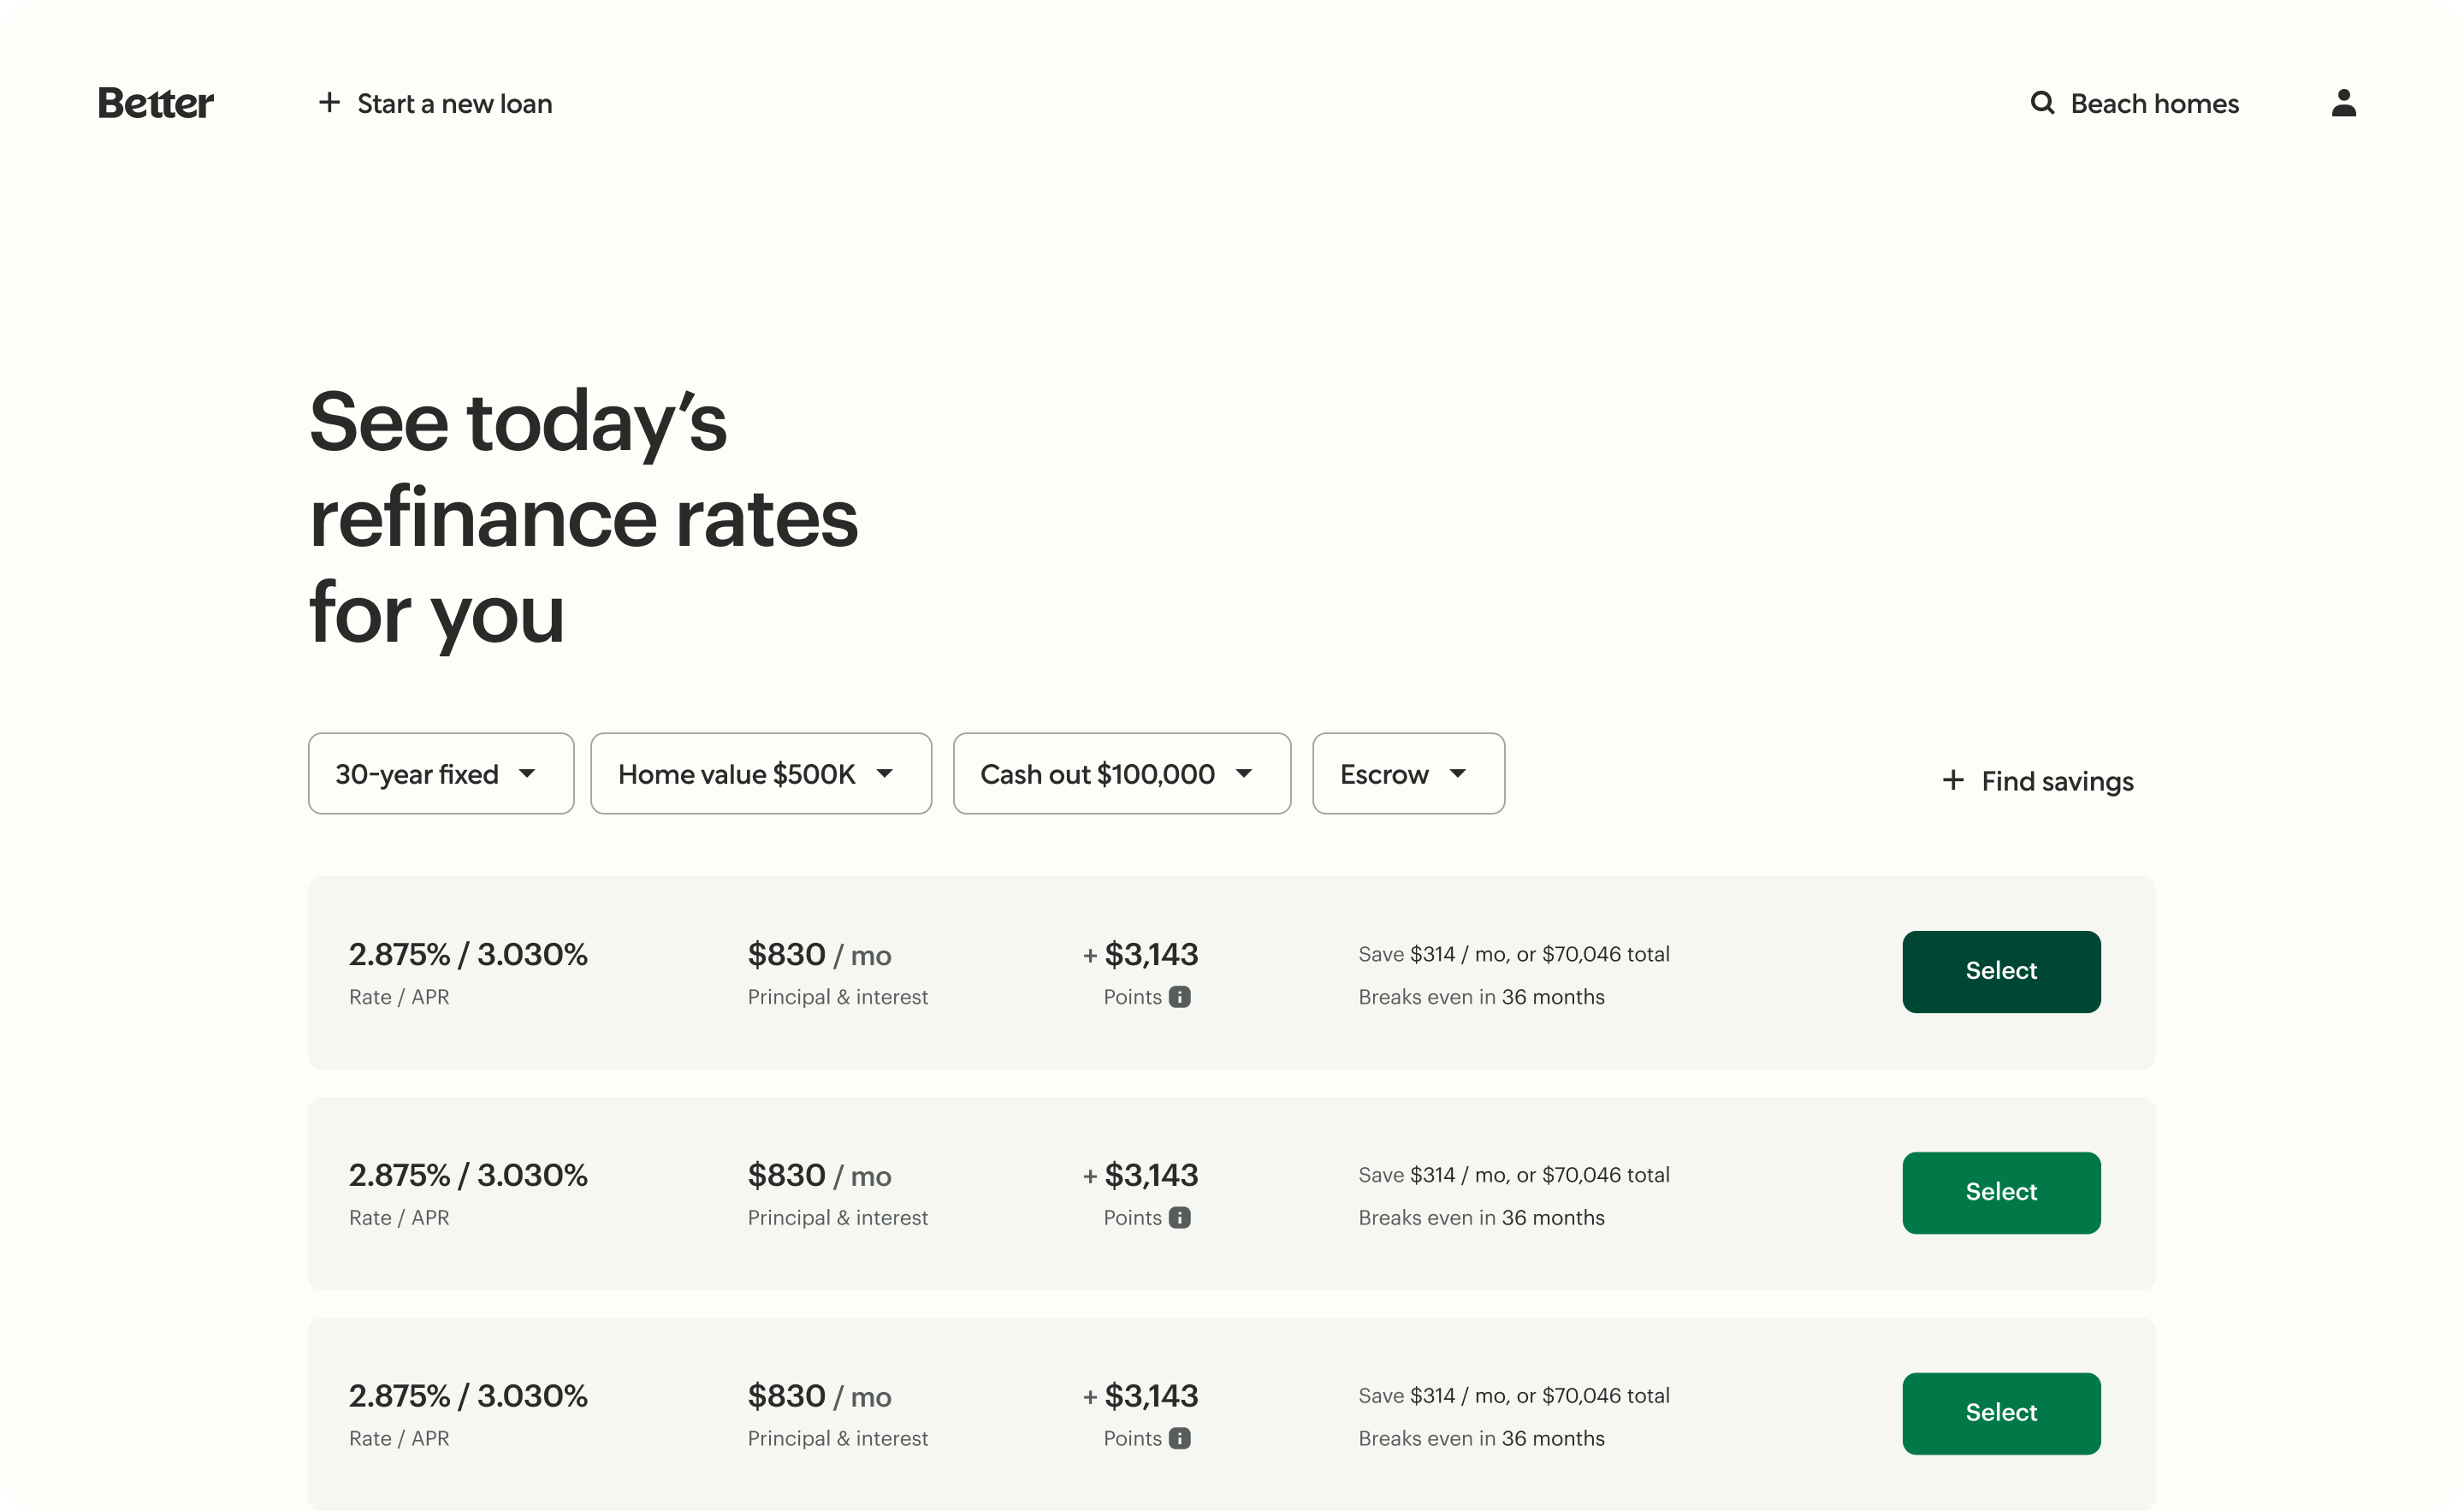 Better
+ Start a new loan
Beach homes
See today’s
refinance rates
for you
30-year fixed
Home value $500K
Cash out $100,000
Escrow
+ Find savings
2.875% / 3.030%
Rate / APR
$830 / mo
Principal & interest
+ $3,143
Points
Save $314 / mo, or $70,046 total
Breaks even in 36 months
Select
2.875% / 3.030%
Rate / APR
$830 / mo
Principal & interest
+ $3,143
Points
Save $314 / mo, or $70,046 total
Breaks even in 36 months
Select
2.875% / 3.030%
Rate / APR
$830 / mo
Principal & interest
+ $3,143
Points
Save $314 / mo, or $70,046 total
Breaks even in 36 months
Select